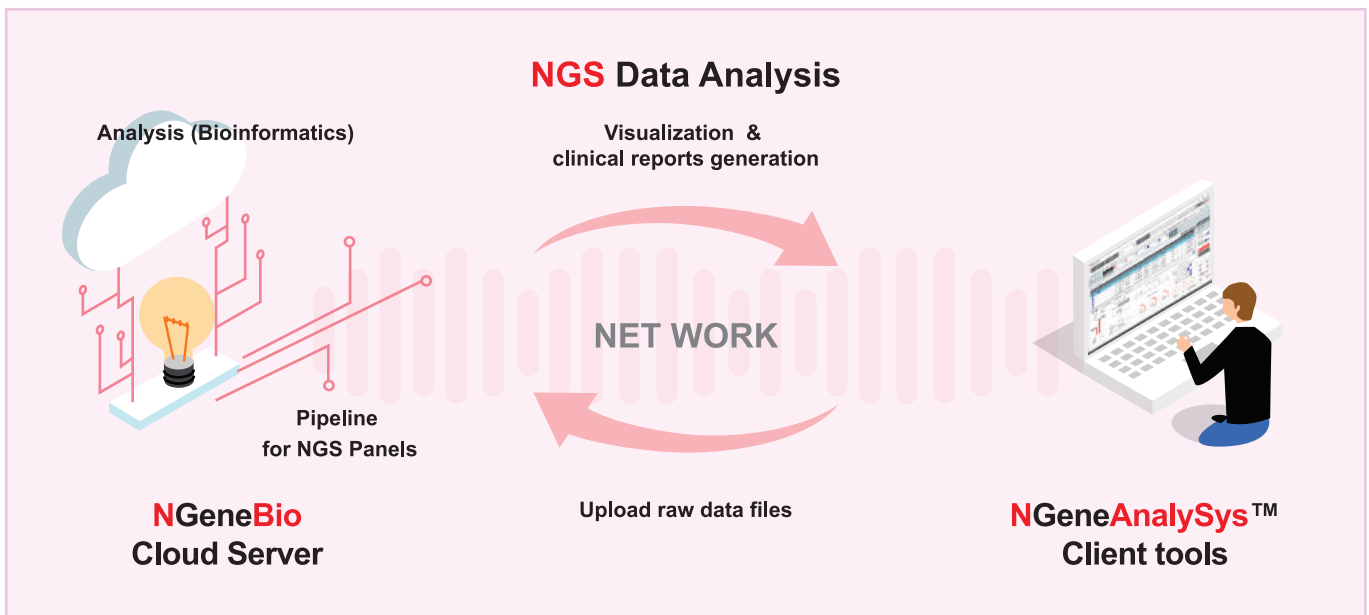 NGS Data Analysis
Analysis (Bioinformatics)
Visualization &
clinical reports generation
NET WORK
Pipeline
for NGS Panels
Upload raw data files
NGeneBio
Cloud Server
NGeneAnalySys™
Client tools